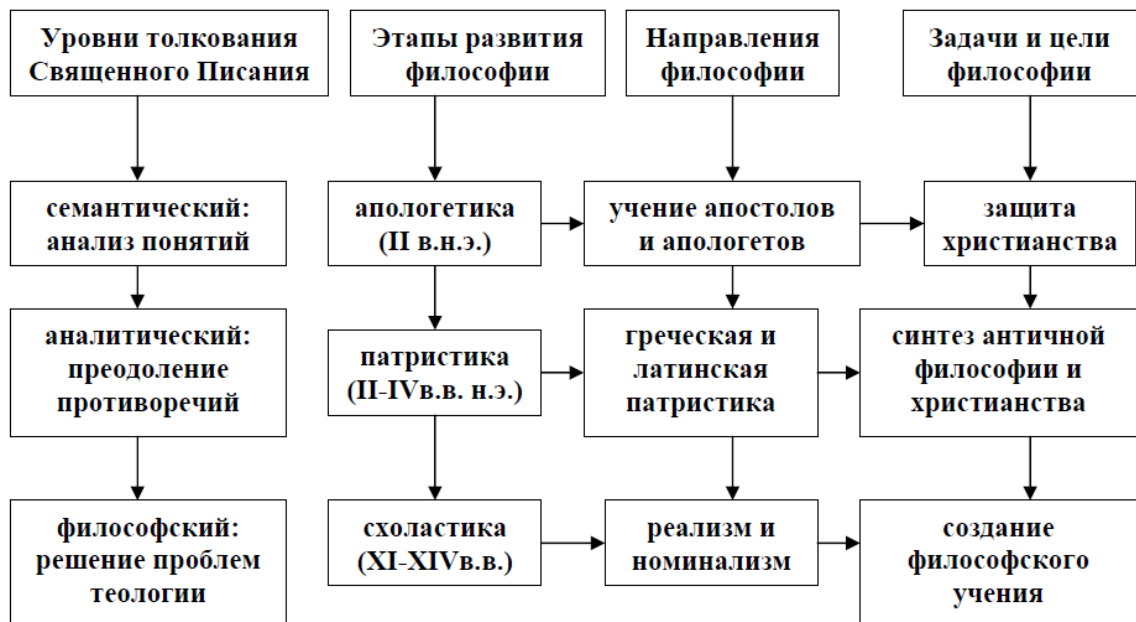 Уровни толкования
Священного Писания
Этапы развития
философии
Направления
философии
Задачи и цели
философии
семантический:
анализ понятий
апологетика
(II в.н.э.)
учение апостолов
и апологетов
защита
христианства
аналитический:
преодоление
противоречий
патристика
(II-IVв.в. н.э.)
греческая и
латинская
патристика
синтез античной
философии и
христианства
философский:
решение проблем
теологии
схоластика
(XI-XIVв.в.)
реализм и
номинализм
создание
философского
учения